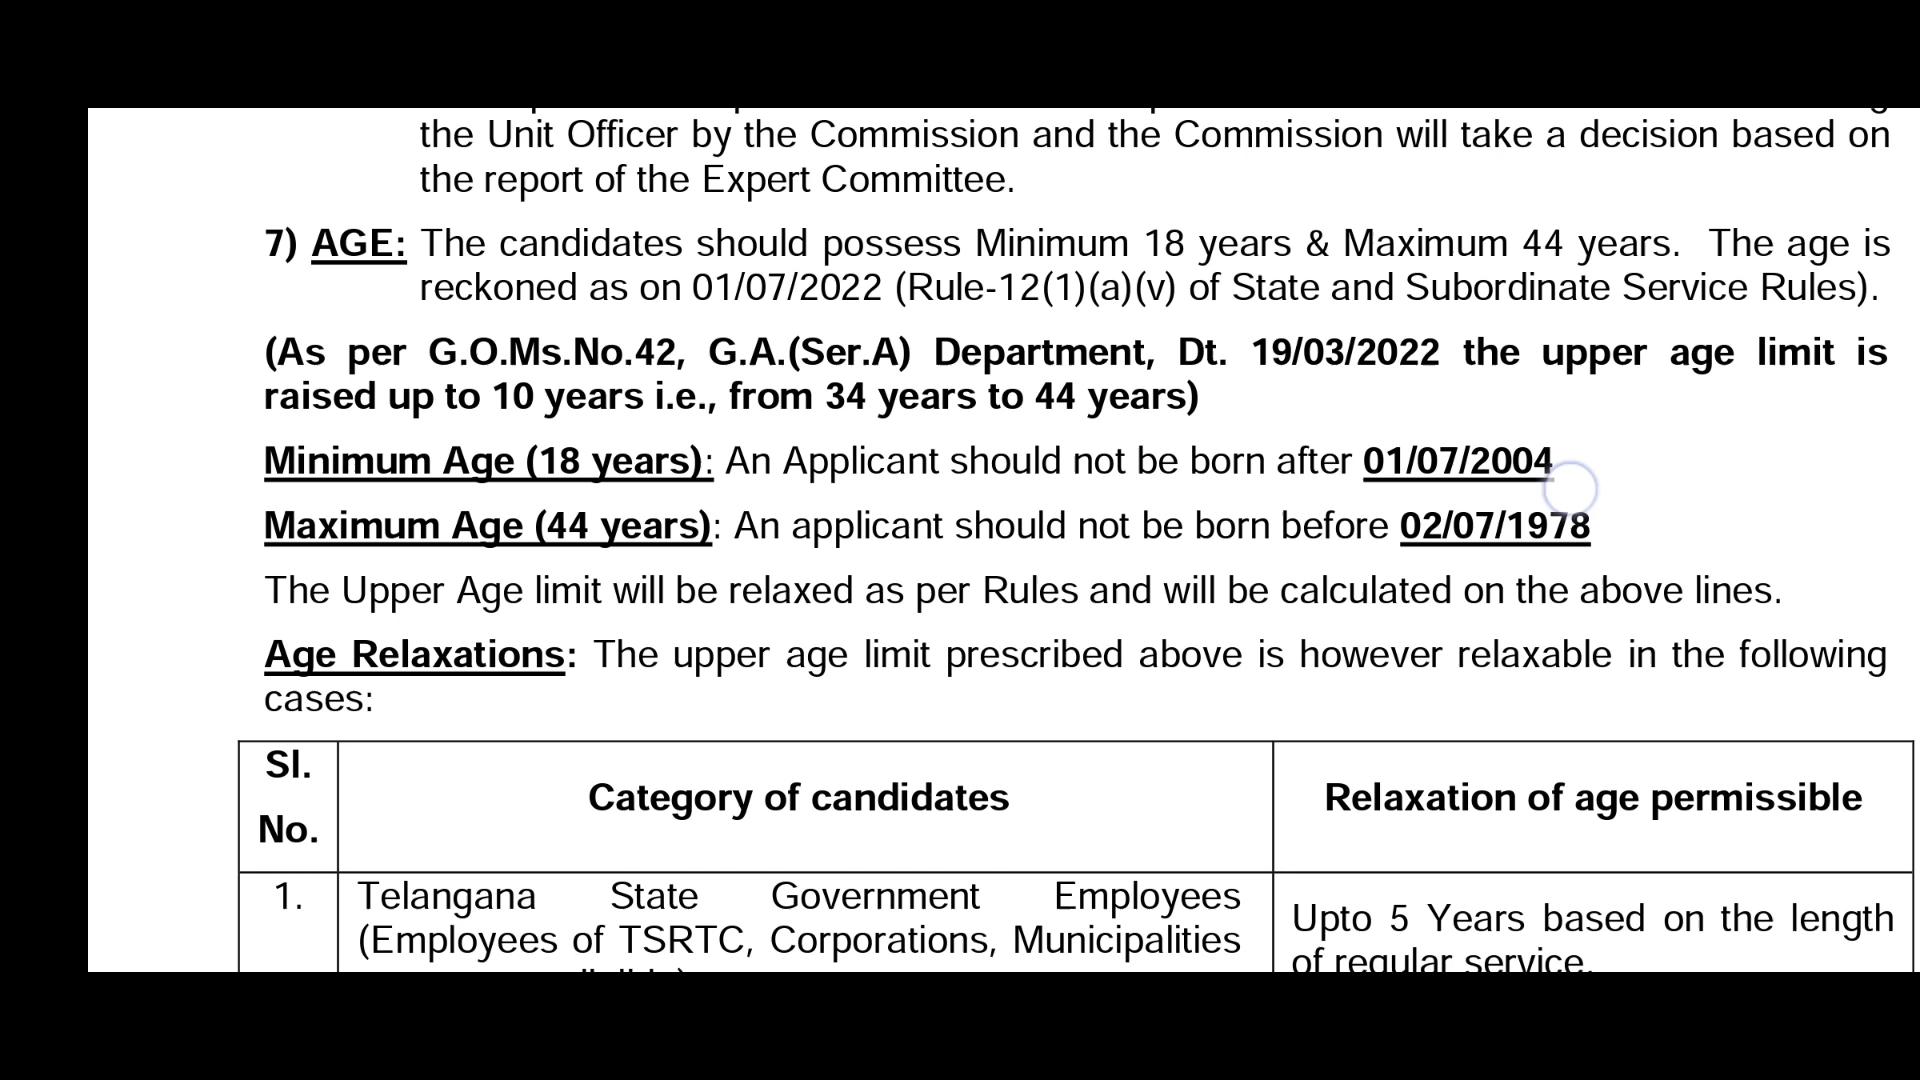 the Unit Officer by the Commission and the Commission will take a decision based on
the report of the Expert Committee.
7) AGE: The candidates should possess Minimum 18 years & Maximum 44 years. The age is
reckoned as on 01/07/2022 (Rule-12(1)(a)(v) of State and Subordinate Service Rules).
(As per G.O.Ms.No.42, G.A.(Ser.A) Department, Dt. 19/03/2022 the upper age limit is
raised up to 10 years i.e., from 34 years to 44 years)
Minimum Age (18 years): An Applicant should not be born after 01/07/2004
Maximum Age (44 years): An applicant should not be born before 02/07/1978
The Upper Age limit will be relaxed as per Rules and will be calculated on the above lines.
Age Relaxations: The upper age limit prescribed above is however relaxable in the following
cases:
Sl.
No.
Category of candidates
Relaxation of age permissible
1.
Telangana State Government Employees
(Employees of TSRTC, Corporations, Municipalities
Upto 5 Years based on the length
of regular service.